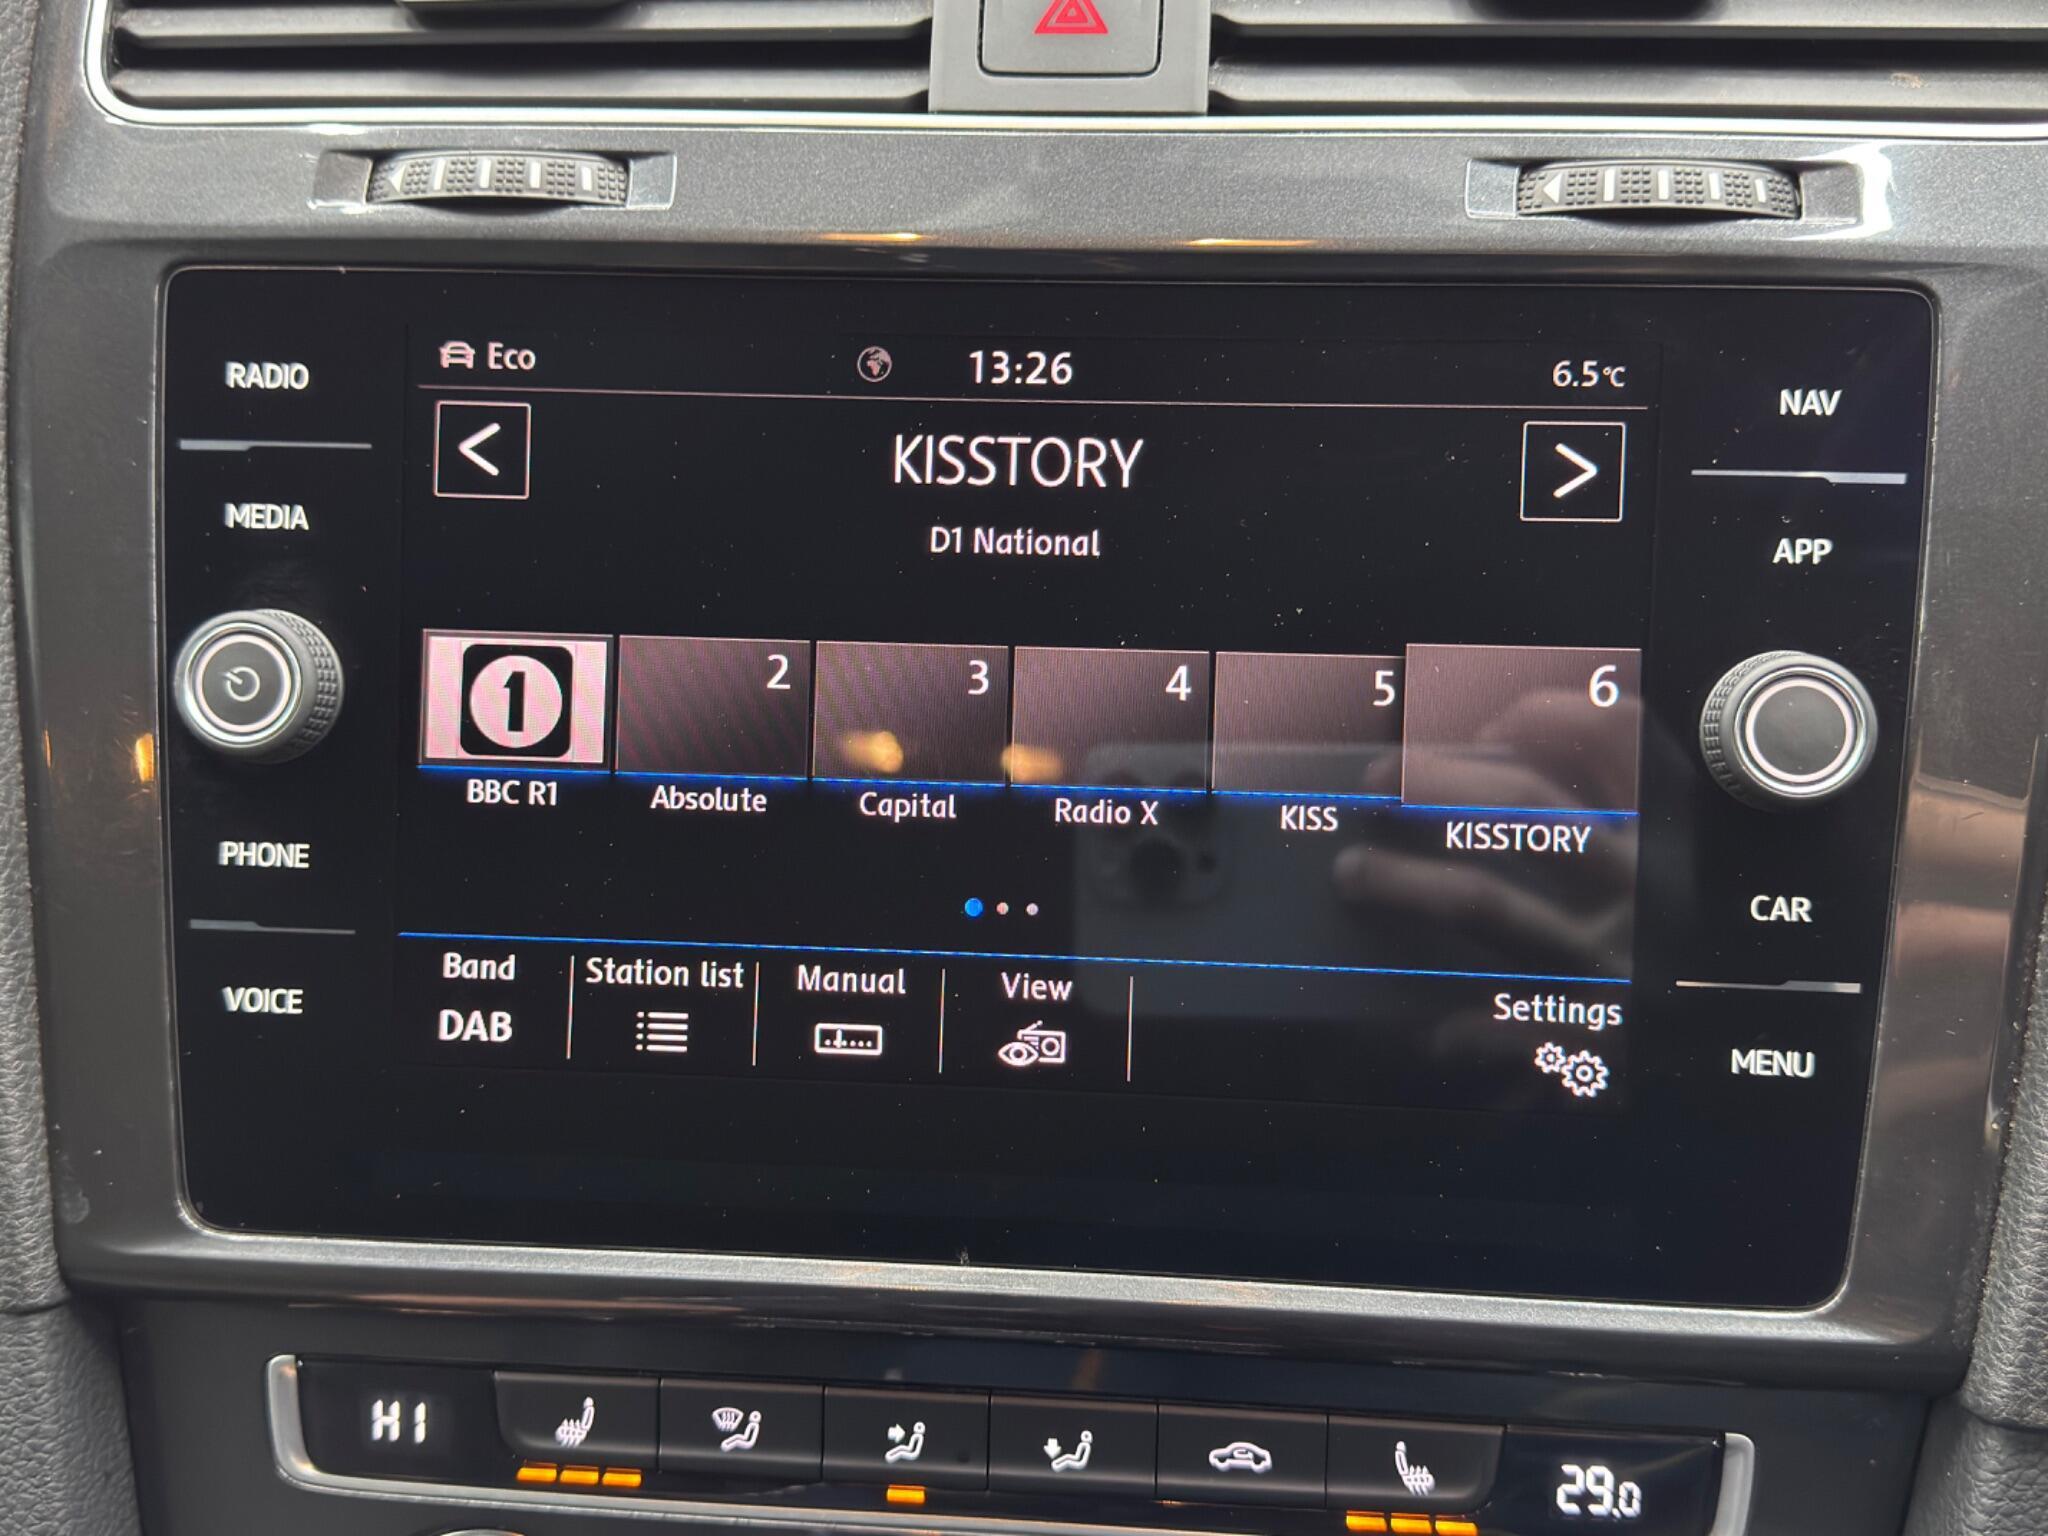 RADIO
MEDIA
PHONE
VOICE
Eco
13:26
6.5°C
<
KISSTORY
>
D1 National
1
2
3
4
5
6
BBC R1
Absolute
Capital
Radio X
KISS
KISSTORY
Band
DAB
Station list
Manual
View
Settings
NAV
APP
CAR
MENU
HI
29.0